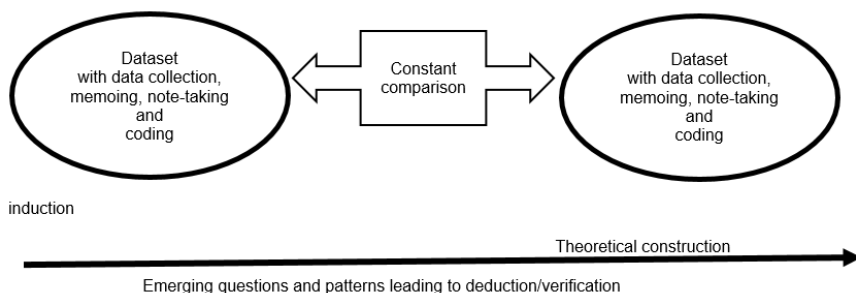 Dataset
with data collection,
memoing, note-taking
and
coding
Constant
comparison
Dataset
with data collection,
memoing, note-taking
and
coding
induction
Theoretical construction
Emerging questions and patterns leading to deduction/verification